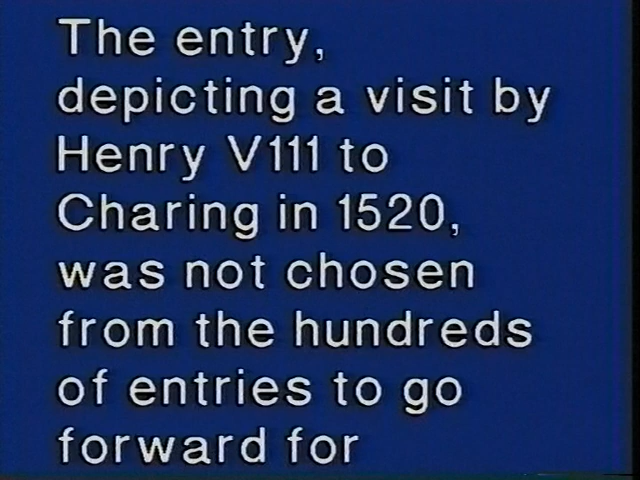 The entry,
depicting a visit by
Henry V111 to
Charing in 1520,
was not chosen
from the hundreds
of entries to go
forward for